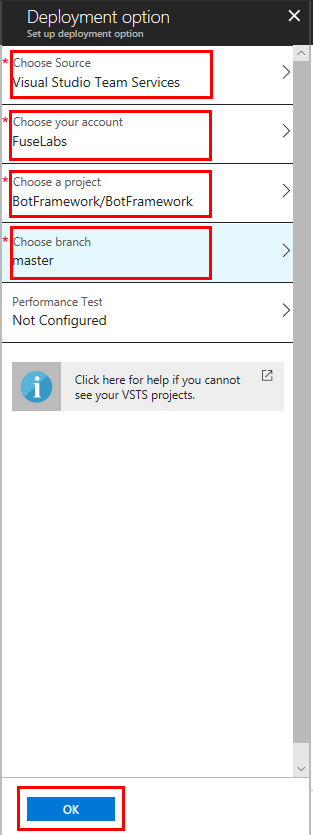 Deployment option
Set up deployment option
* Choose Source
Visual Studio Team Services
* Choose your account
FuseLabs
* Choose a project
BotFramework/BotFramework
* Choose branch
master
Performance Test
Not Configured
Click here for help if you cannot
see your VSTS projects.
OK